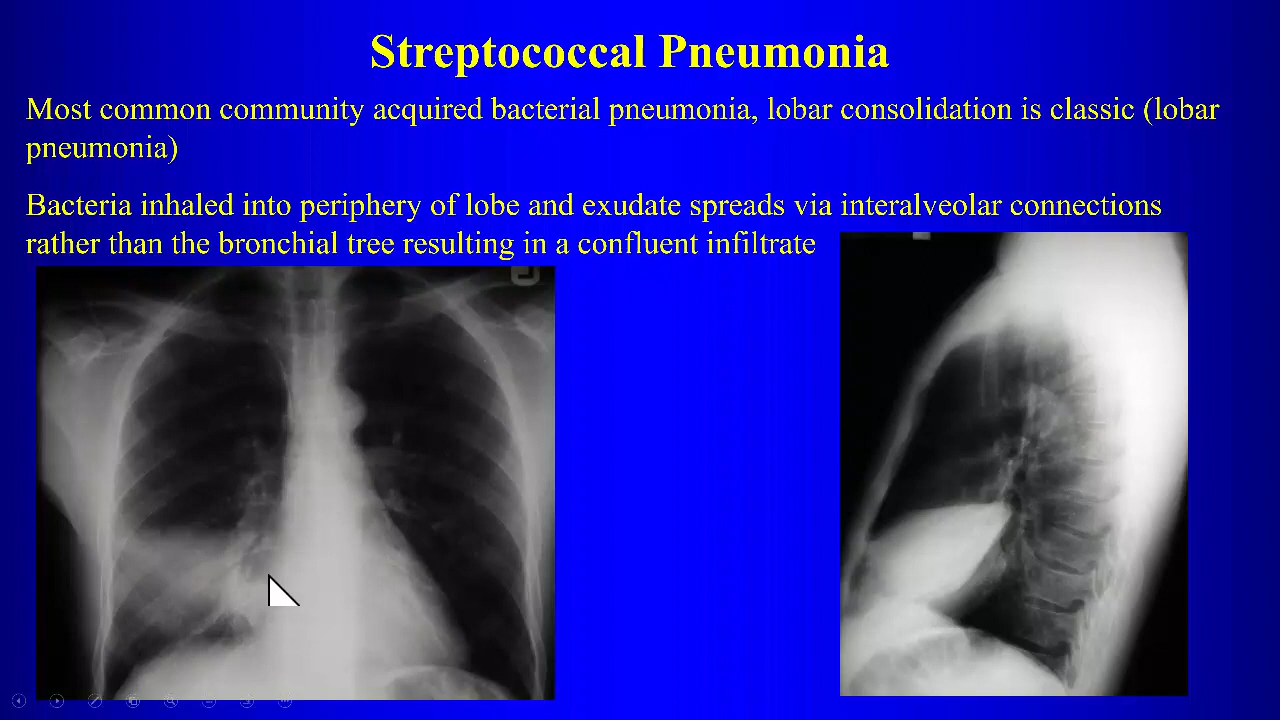 Streptococcal Pneumonia
Most common community acquired bacterial pneumonia, lobar consolidation is classic (lobar
pneumonia)
Bacteria inhaled into periphery of lobe and exudate spreads via interalveolar connections
rather than the bronchial tree resulting in a confluent infiltrate